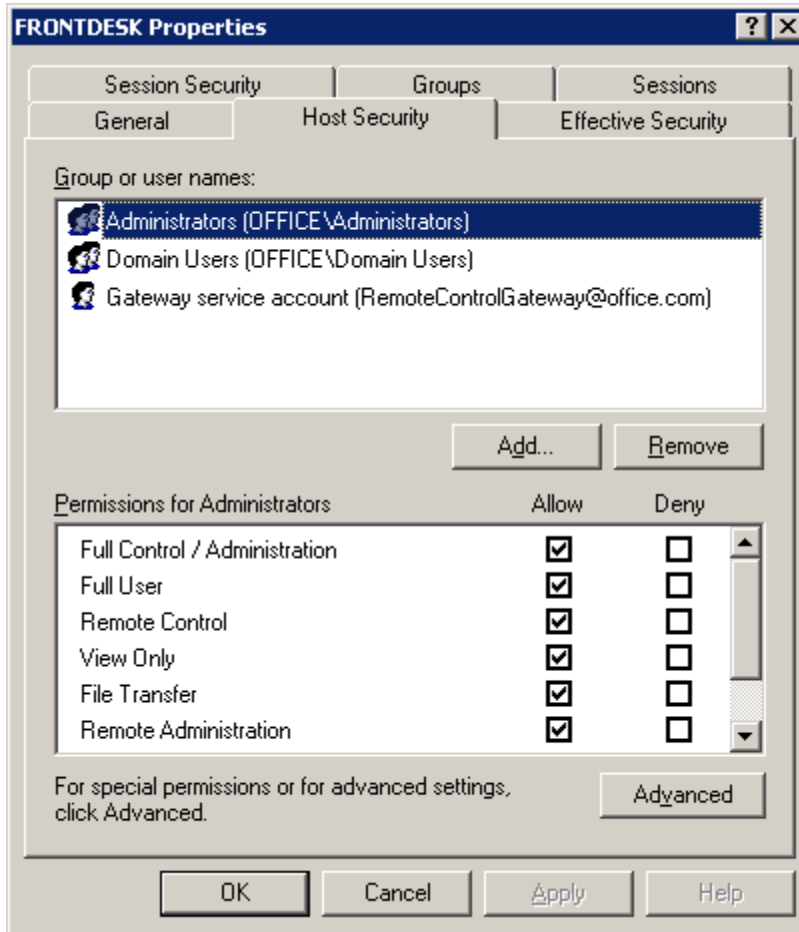 FRONTDESK Properties
Session Security Groups Sessions
General Host Security Effective Security
Group or user names:
Administrators (OFFICE\Administrators)
Domain Users (OFFICE\Domain Users)
Gateway service account (RemoteControlGateway@office.com)
Add... Remove
Permissions for Administrators Allow Deny
Full Control / Administration
Full User
Remote Control
View Only
File Transfer
Remote Administration
For special permissions or for advanced settings,
click Advanced.
Advanced
OK Cancel Apply Help